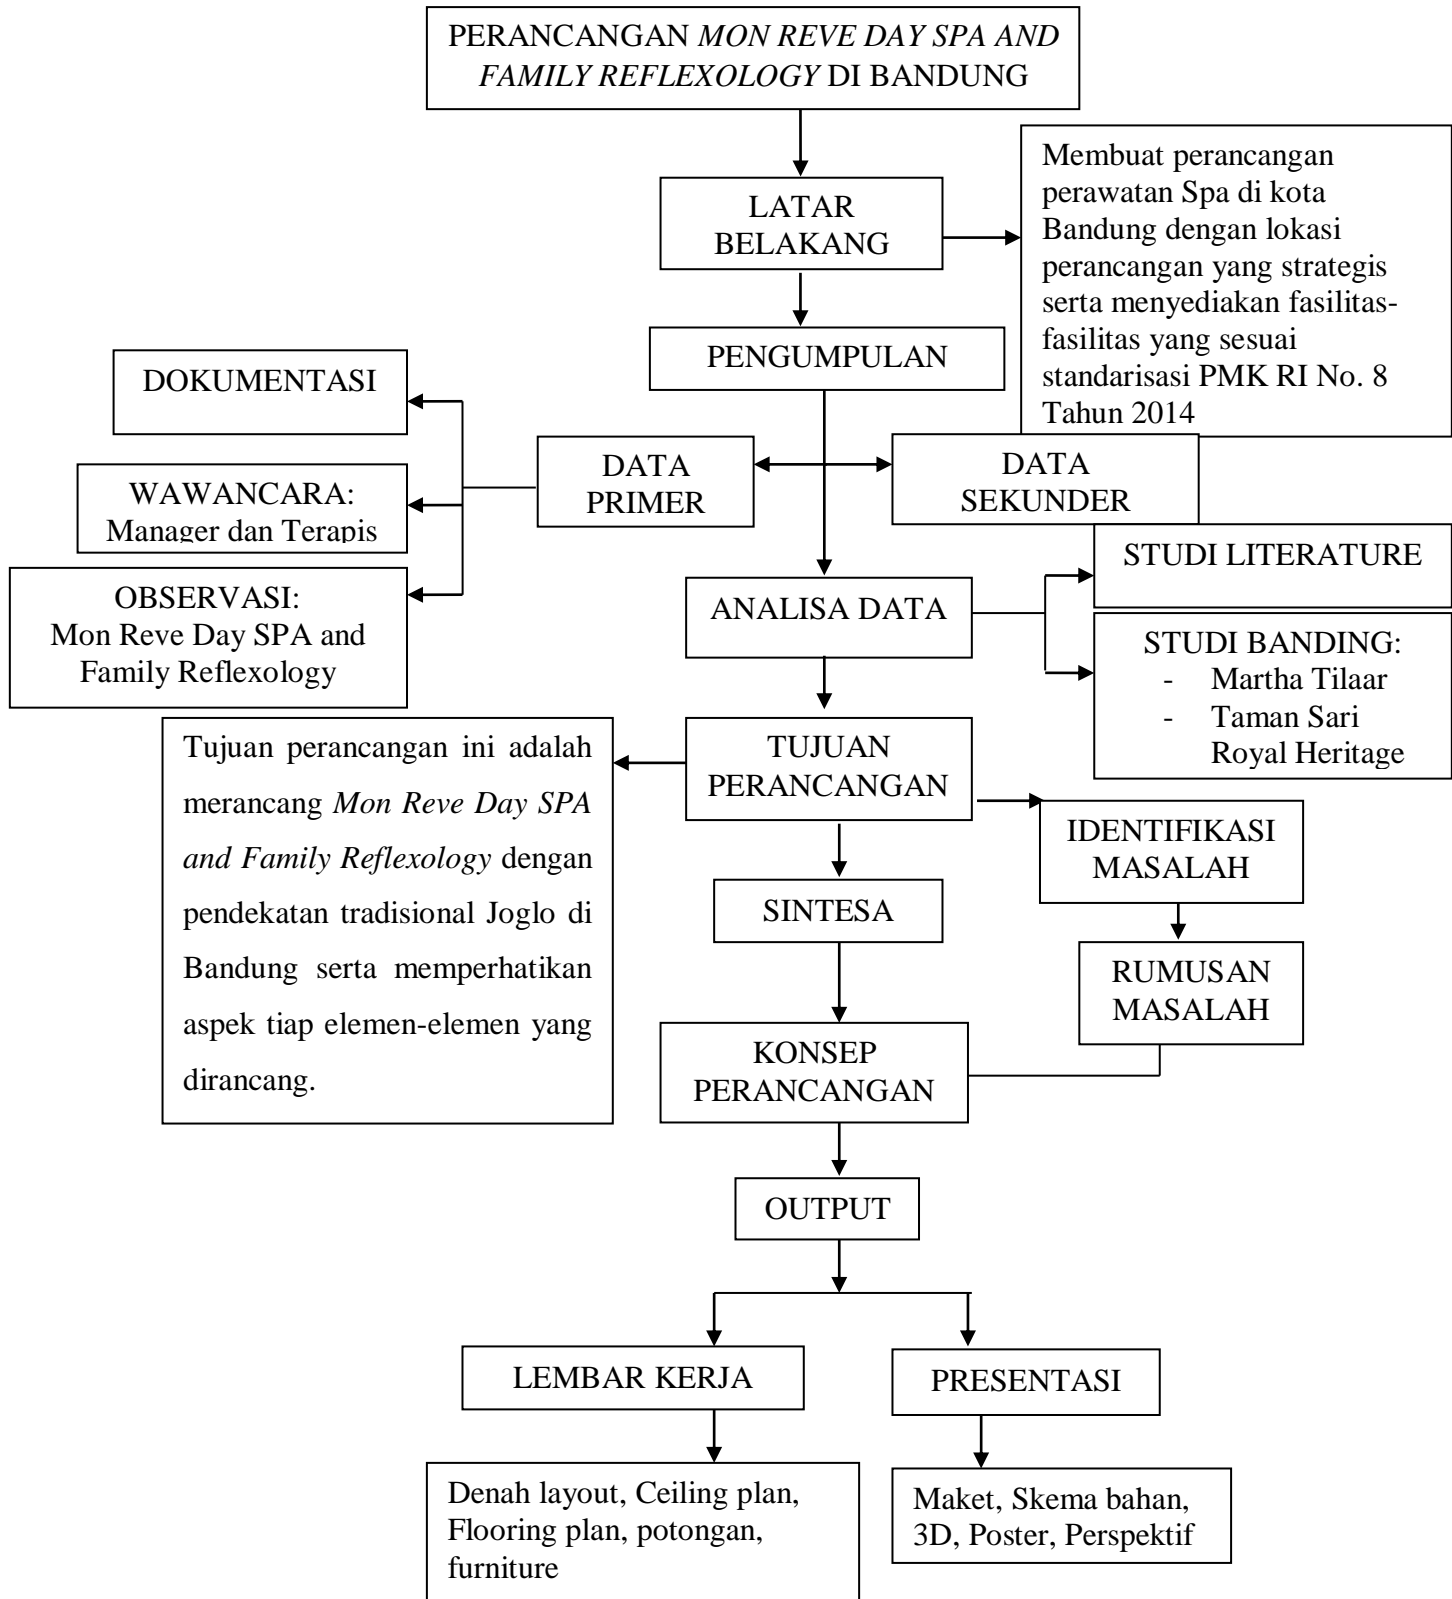 PERANCANGAN MON REVE DAY SPA AND
FAMILY REFLEXOLOGY DI BANDUNG
LATAR
BELAKANG
Membuat perancangan
perawatan Spa di kota
Bandung dengan lokasi
perancangan yang strategis
serta menyediakan fasilitas-
fasilitas yang sesuai
standarisasi PMK RI No. 8
Tahun 2014
PENGUMPULAN
DOKUMENTASI
WAWANCARA:
Manager dan Terapis
OBSERVASI:
Mon Reve Day SPA and
Family Reflexology
DATA
PRIMER
DATA
SEKUNDER
ANALISA DATA
STUDI LITERATURE
STUDI BANDING:
- Martha Tilaar
- Taman Sari
Royal Heritage
TUJUAN
PERANCANGAN
Tujuan perancangan ini adalah
merancang Mon Reve Day SPA
and Family Reflexology dengan
pendekatan tradisional Joglo di
Bandung serta memperhatikan
aspek tiap elemen-elemen yang
dirancang.
IDENTIFIKASI
MASALAH
SINTESA
RUMUSAN
MASALAH
KONSEP
PERANCANGAN
OUTPUT
LEMBAR KERJA
PRESENTASI
Denah layout, Ceiling plan,
Flooring plan, potongan,
furniture
Maket, Skema bahan,
3D, Poster, Perspektif